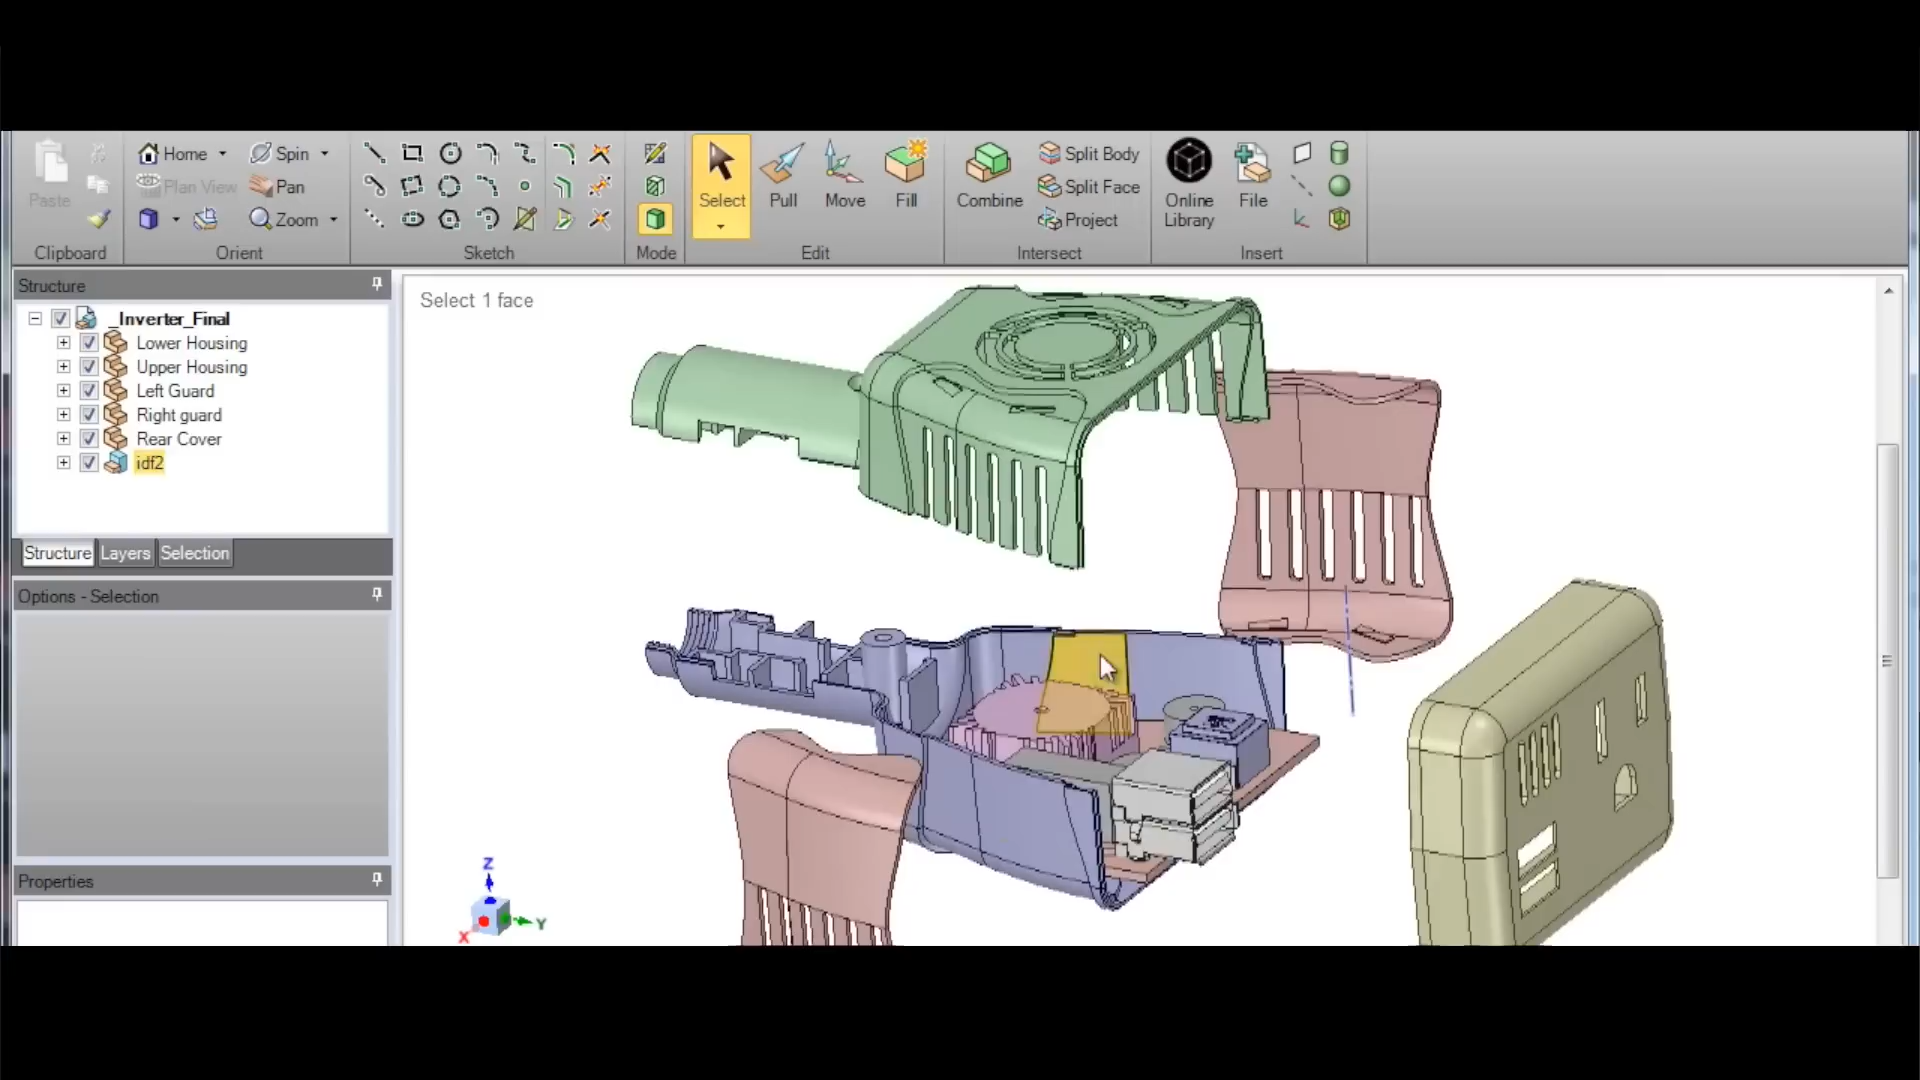 Paste
Clipboard
Home
Plan View
Spin
Pan
Zoom
Orient
Sketch
Mode
Select
Pull
Move
Fill
Edit
Combine
Split Body
Split Face
Project
Intersect
Online
Library
File
Insert
Structure
_Inverter_Final
Lower Housing
Upper Housing
Left Guard
Right guard
Rear Cover
idf2
Structure
Layers
Selection
Options - Selection
Properties
Select 1 face
Z
Y
X